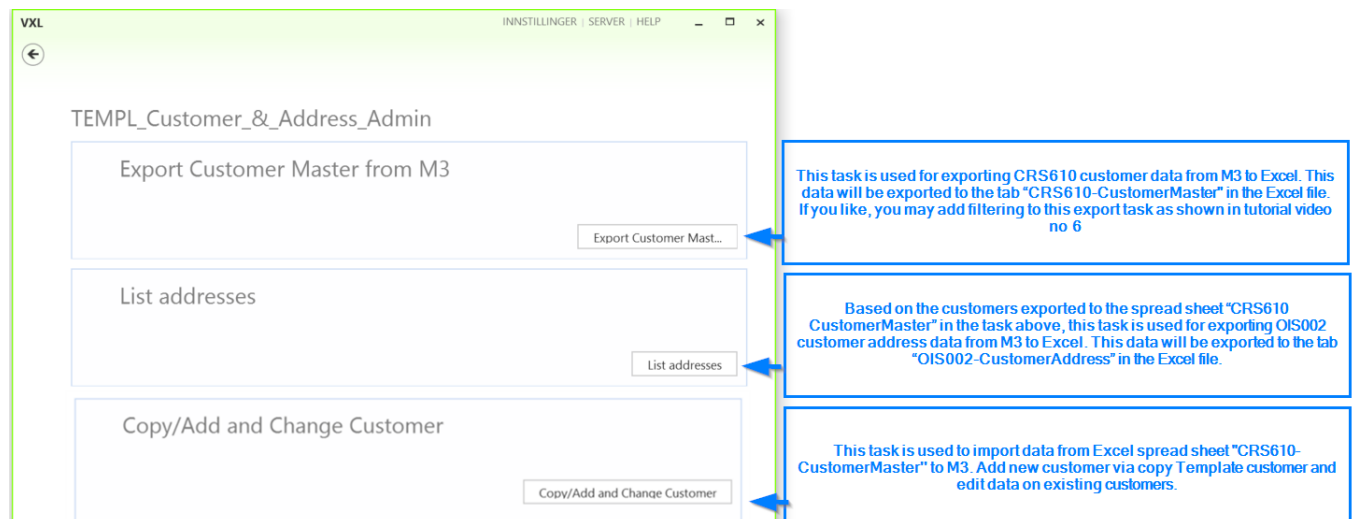 VXL
INNSTILLINGER | SERVER | HELP
TEMPL_Customer_&_Address_Admin
Export Customer Master from M3
Export Customer Mast...
This task is used for exporting CRS610 customer data from M3 to Excel. This
data will be exported to the tab “CRS610-CustomerMaster" in the Excel file.
If you like, you may add filtering to this export task as shown in tutorial video
no 6
List addresses
List addresses
Based on the customers exported to the spread sheet “CRS610
CustomerMaster” in the task above, this task is used for exporting OIS002
customer address data from M3 to Excel. This data will be exported to the tab
“OIS002-CustomerAddress” in the Excel file.
Copy/Add and Change Customer
Copy/Add and Change Customer
This task is used to import data from Excel spread sheet "CRS610-
CustomerMaster" to M3. Add new customer via copy Template customer and
edit data on existing customers.